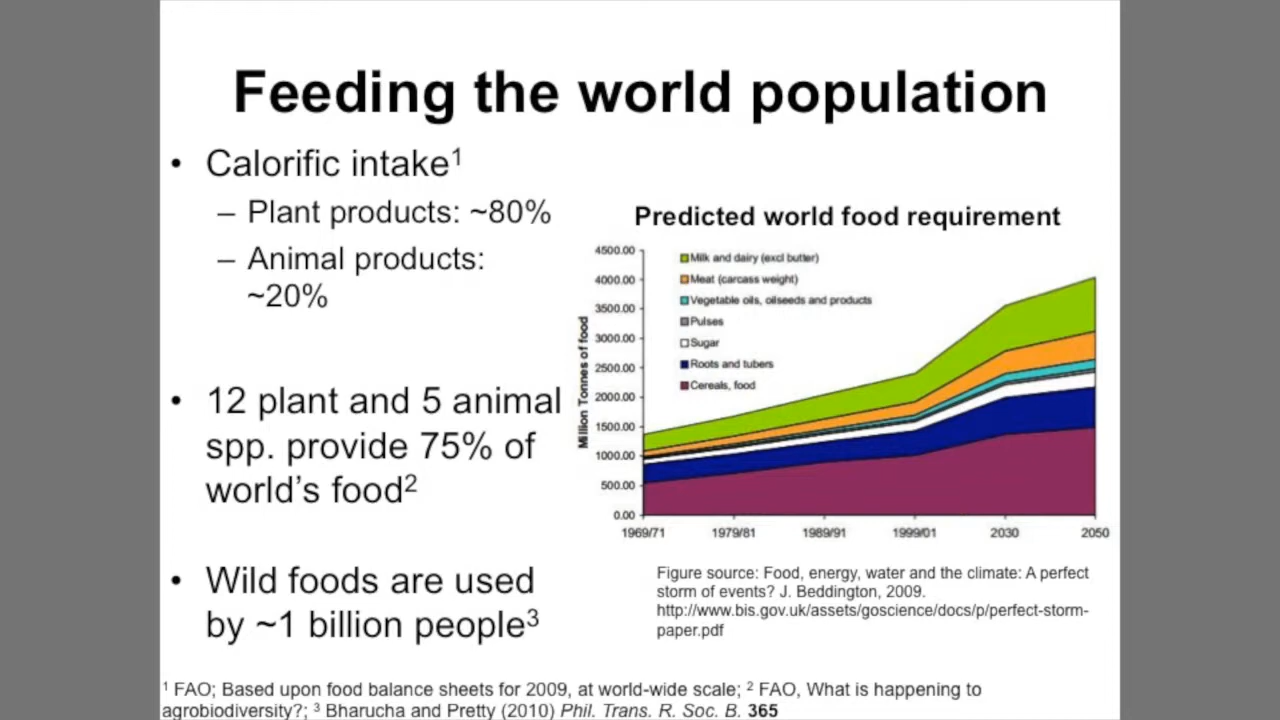 Feeding the world population
• Calorific intake¹
– Plant products: ~80%
– Animal products:
~20%
• 12 plant and 5 animal
spp. provide 75% of
world's food²
• Wild foods are used
by ~1 billion people³
Predicted world food requirement
Million Tonnes of food
4500.00
4000.00
3500.00
3000.00
2500.00
2000.00
1500.00
1000.00
500.00
0.00
Milk and dairy (excl butter)
Meat (carcass weight)
Vegetable oils, oilseeds and products
Pulses
Sugar
Roots and tubers
Cereals, food
1969/71 1979/81 1989/91 1999/01 2030 2050
Figure source: Food, energy, water and the climate: A perfect
storm of events? J. Beddington, 2009.
http://www.bis.gov.uk/assets/goscience/docs/p/perfect-storm-
paper.pdf
¹ FAO; Based upon food balance sheets for 2009, at world-wide scale; ² FAO, What is happening to
agrobiodiversity?; ³ Bharucha and Pretty (2010) Phil. Trans. R. Soc. B. 365